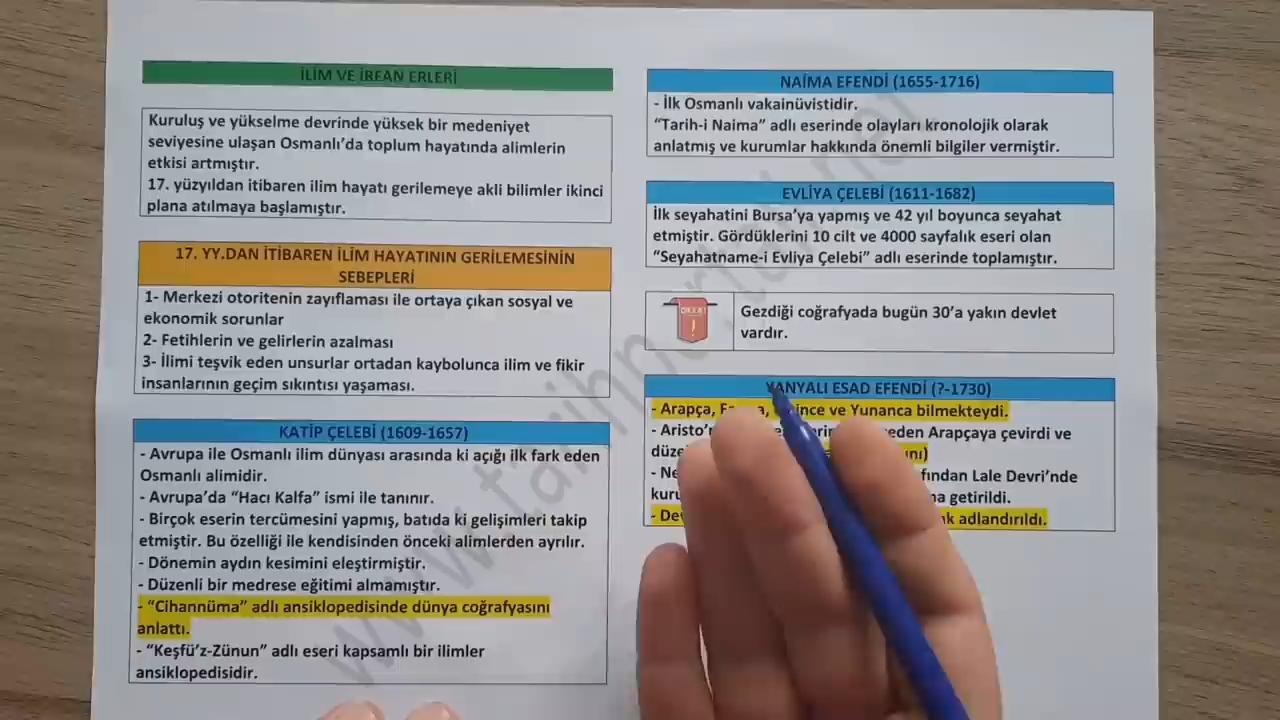 İLİM VE İRFAN ERLERİ
Kuruluş ve yükselme devrinde yüksek bir medeniyet
seviyesine ulaşan Osmanlı'da toplum hayatında alimlerin
etkisi artmıştır.
17. yüzyıldan itibaren ilim hayatı gerilemeye akli bilimler ikinci
plana atılmaya başlamıştır.
17. YY.DAN İTİBAREN İLİM HAYATININ GERİLEMESİNİN
SEBEPLERİ
1- Merkezi otoritenin zayıflaması ile ortaya çıkan sosyal ve
ekonomik sorunlar
2- Fetihlerin ve gelirlerin azalması
3- İlimi teşvik eden unsurlar ortadan kaybolunca ilim ve fikir
insanlarının geçim sıkıntısı yaşaması.
KATİP ÇELEBİ (1609-1657)
- Avrupa ile Osmanlı ilim dünyası arasında ki açığı ilk fark eden
Osmanlı alimidir.
- Avrupa'da “Hacı Kalfa” ismi ile tanınır.
- Birçok eserin tercümesini yapmış, batıda ki gelişimleri takip
etmiştir. Bu özelliği ile kendisinden önceki alimlerden ayrılır.
- Dönemin aydın kesimini eleştirmiştir.
- Düzenli bir medrese eğitimi almamıştır.
- “Cihannüma” adlı ansiklopedisinde dünya coğrafyasını
anlattı.
- “Keşfü'z-Zünun” adlı eseri kapsamlı bir ilimler
ansiklopedisidir.
NAİMA EFENDİ (1655-1716)
- İlk Osmanlı vakainüvistidir.
“Tarih-i Naima” adlı eserinde olayları kronolojik olarak
anlatmış ve kurumlar hakkında önemli bilgiler vermiştir.
EVLİYA ÇELEBİ (1611-1682)
İlk seyahatini Bursa'ya yapmış ve 42 yıl boyunca seyahat
etmiştir. Gördüklerini 10 cilt ve 4000 sayfalık eseri olan
“Seyahatname-i Evliya Çelebi” adlı eserinde toplamıştır.
Gezdiği coğrafyada bugün 30'a yakın devlet
vardır.
YANYALI ESAD EFENDİ (?-1730)
- Arapça, ve Yunanca bilmekteydi.
- Arapçaya çevirdi ve
Lale Devri'nde
getirildi.
adlandırıldı.